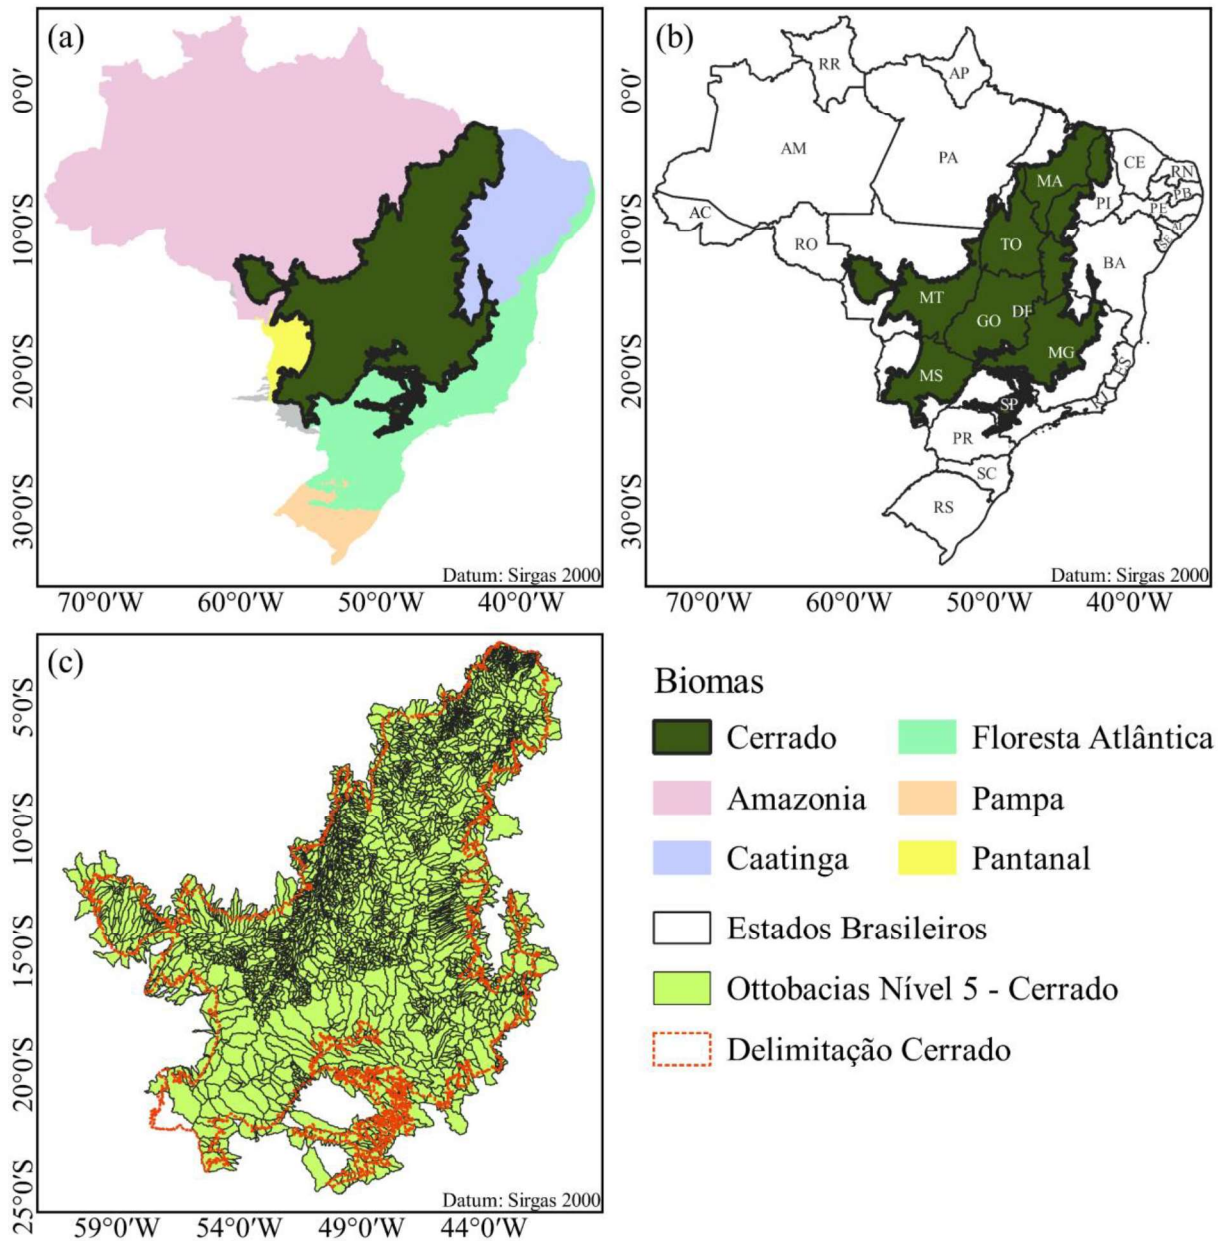 (a)
0°0′
10°0′S
20°0′S
30°0′S
Datum: Sirgas 2000
70°0′W 60°0′W 50°0′W 40°0′W
(b)
0°0′
10°0′S
20°0′S
30°0′S
RR
AP
AM
PA
MA
CE
RN
PB
PI
PE
AL
SE
AC
RO
TO
BA
MT
GO
DF
MG
ES
MS
RJ
SP
PR
SC
RS
Datum: Sirgas 2000
70°0′W 60°0′W 50°0′W 40°0′W
(c)
5°0′S
10°0′S
15°0′S
20°0′S
25°0′S
Datum: Sirgas 2000
59°0′W 54°0′W 49°0′W 44°0′W
Biomas
Cerrado
Floresta Atlântica
Amazonia
Pampa
Caatinga
Pantanal
Estados Brasileiros
Ottobacias Nível 5 - Cerrado
Delimitação Cerrado